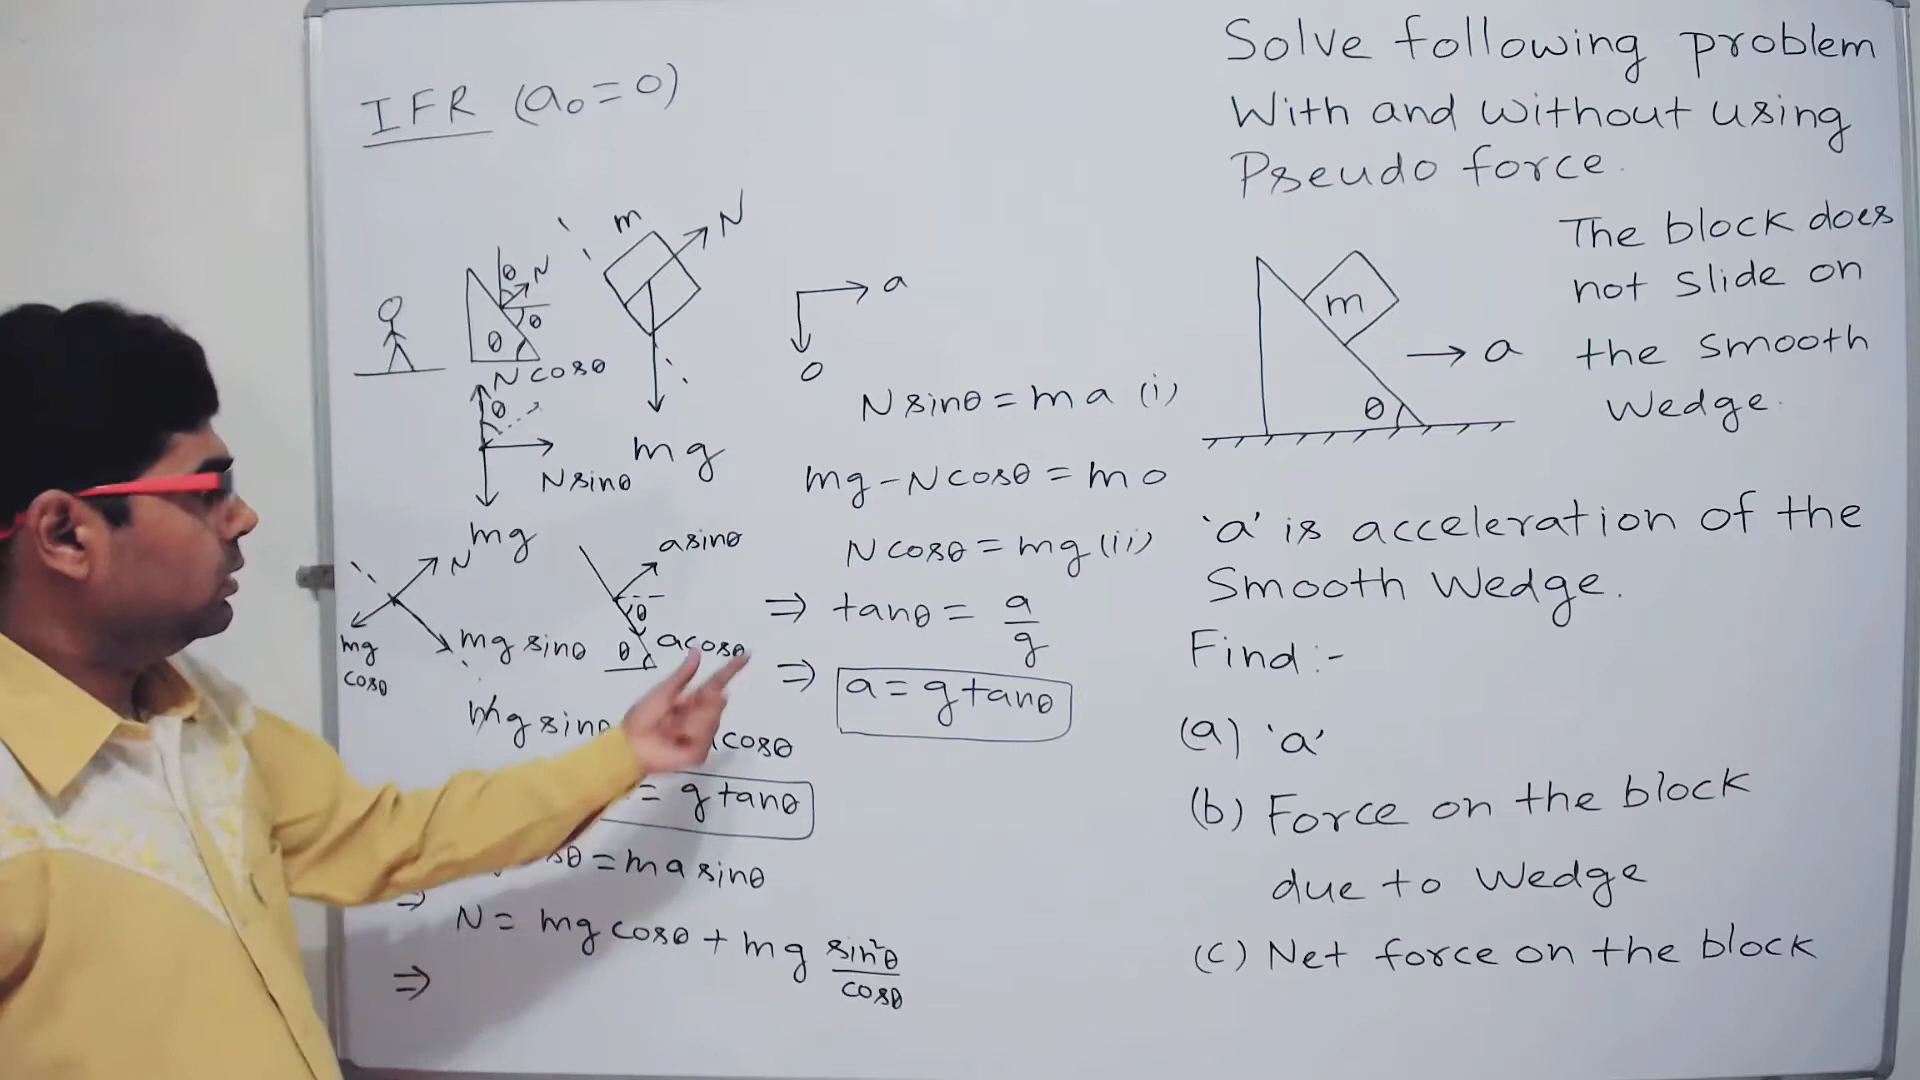 IFR (a₀=0)
m
N
θ N
θ
θ
a
0
N cosθ
θ
N sinθ
mg
mg
N sinθ = ma (i)
mg - N cosθ = m0
N cosθ = mg (ii)
⇒ tanθ = a/g
⇒ a = g tanθ
N
mg cosθ
mg sinθ
a sinθ
θ
θ a cosθ
mg sin
cosθ
= g tanθ
sθ = ma sinθ
⇒ N = mg cosθ + mg sin²θ/cosθ
⇒
Solve following problem
With and without using
Pseudo force.
The block does
not slide on
the smooth
Wedge.
m
→ a
θ
'a' is acceleration of the
Smooth Wedge.
Find :-
(a) 'a'
(b) Force on the block
due to Wedge
(c) Net force on the block